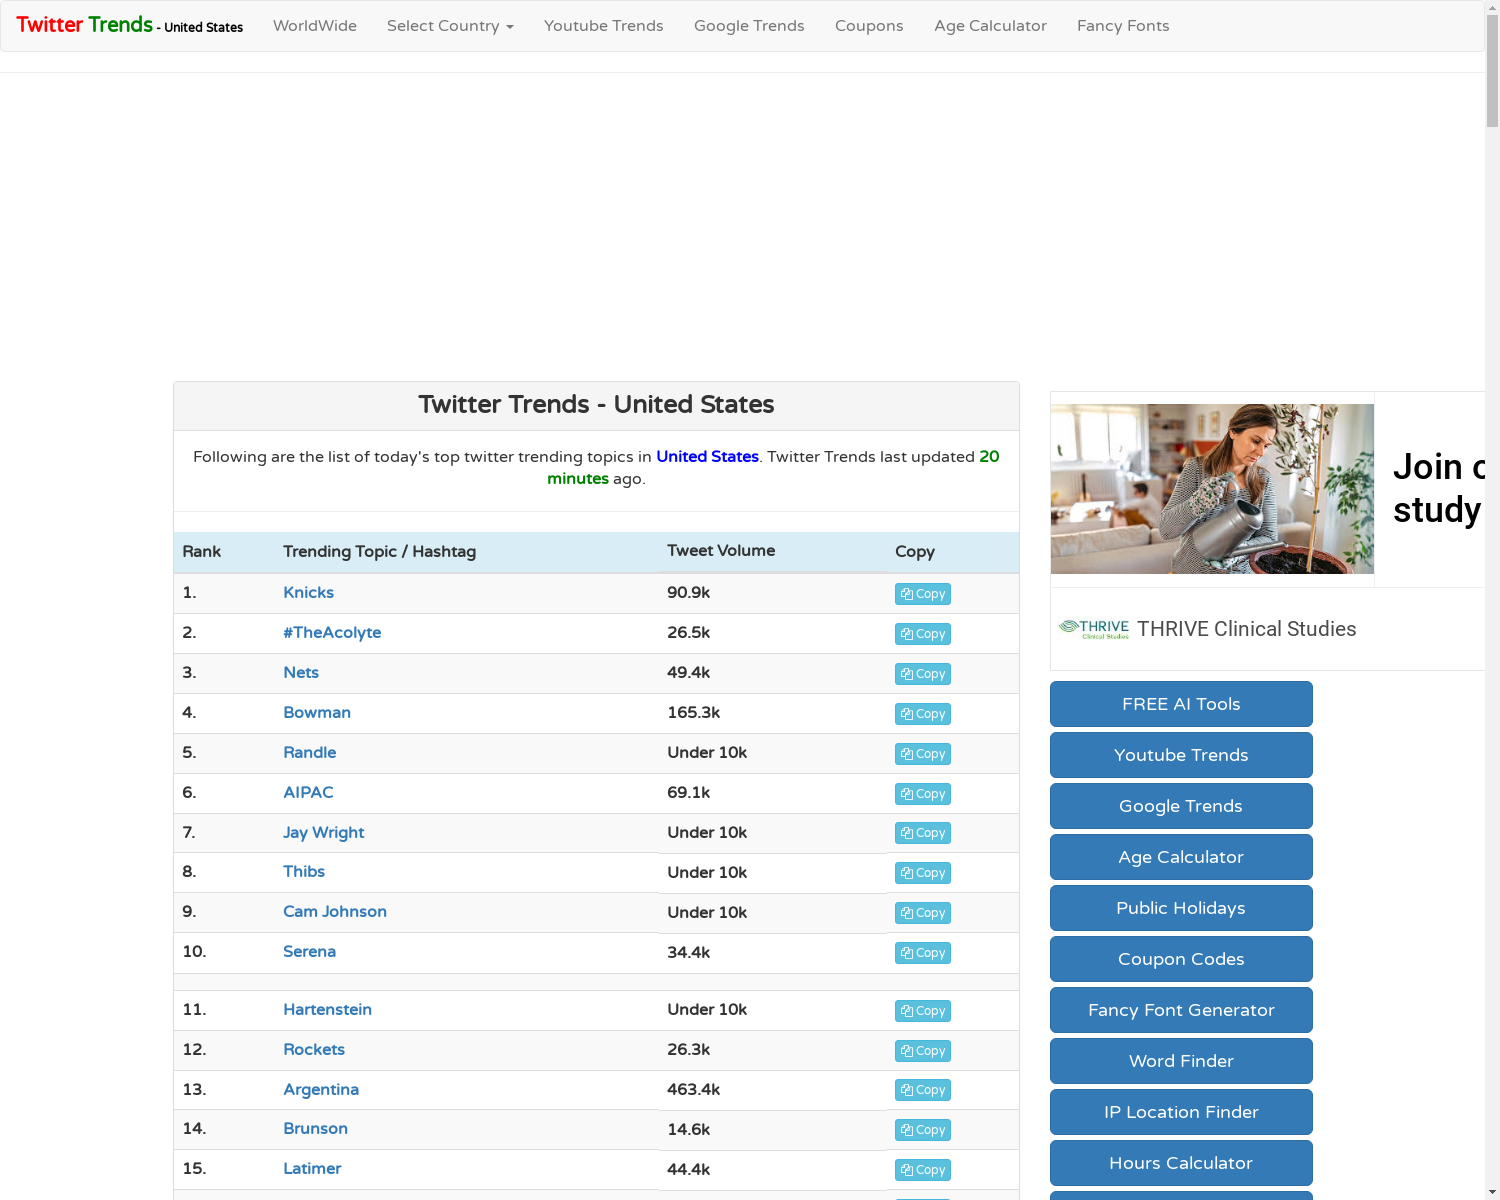 Twitter Trends - United States
WorldWide
Select Country
Youtube Trends
Google Trends
Coupons
Age Calculator
Fancy Fonts
Twitter Trends - United States
Following are the list of today's top twitter trending topics in United States. Twitter Trends last updated 20
minutes ago.
Rank Trending Topic / Hashtag Tweet Volume Copy
1. Knicks 90.9k Copy
2. #TheAcolyte 26.5k Copy
3. Nets 49.4k Copy
4. Bowman 165.3k Copy
5. Randle Under 10k Copy
6. AIPAC 69.1k Copy
7. Jay Wright Under 10k Copy
8. Thibs Under 10k Copy
9. Cam Johnson Under 10k Copy
10. Serena 34.4k Copy
11. Hartenstein Under 10k Copy
12. Rockets 26.3k Copy
13. Argentina 463.4k Copy
14. Brunson 14.6k Copy
15. Latimer 44.4k Copy
Join
study
THRIVE Clinical Studies
THRIVE Clinical Studies
FREE AI Tools
Youtube Trends
Google Trends
Age Calculator
Public Holidays
Coupon Codes
Fancy Font Generator
Word Finder
IP Location Finder
Hours Calculator